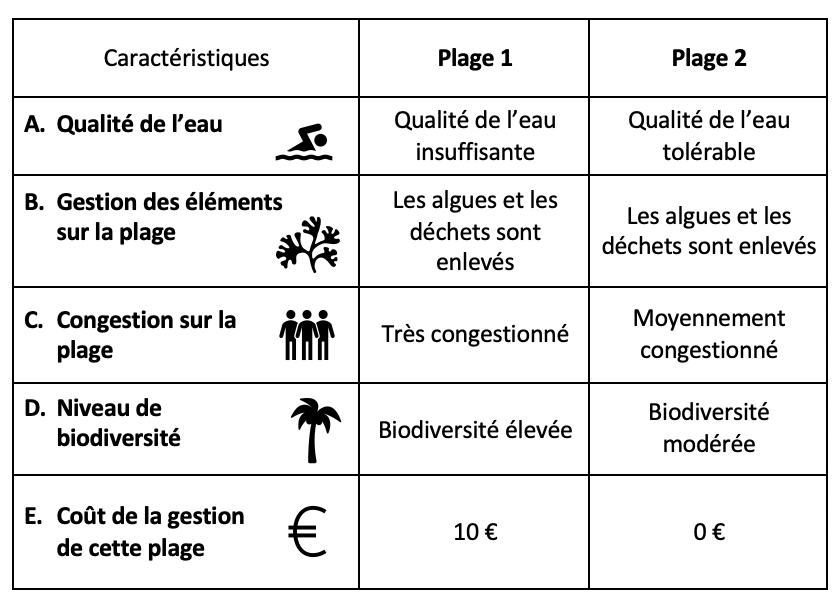 Caractéristiques
Plage 1
Plage 2
A. Qualité de l’eau
Qualité de l’eau
insuffisante
Qualité de l’eau
tolérable
B. Gestion des éléments
sur la plage
Les algues et les
déchets sont
enlevés
Les algues et les
déchets sont enlevés
C. Congestion sur la
plage
Très congestionné
Moyennement
congestionné
D. Niveau de
biodiversité
Biodiversité élevée
Biodiversité
modérée
E. Coût de la gestion
de cette plage
€
10 €
0 €